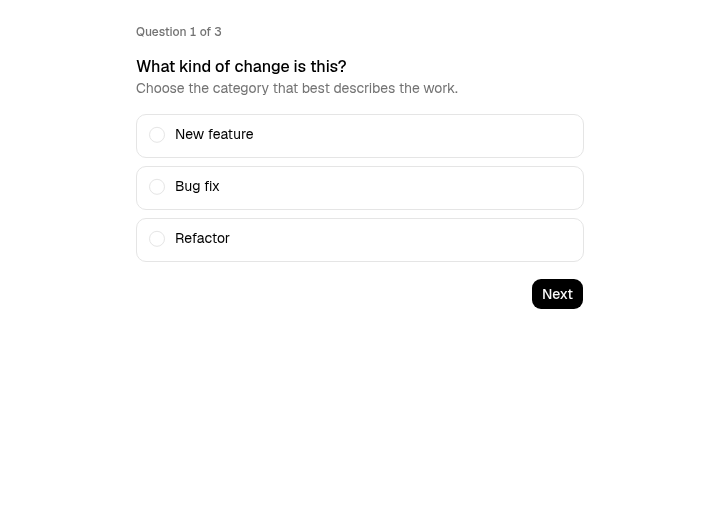 Question 1 of 3
What kind of change is this?
Choose the category that best describes the work.
New feature
Bug fix
Refactor
Next